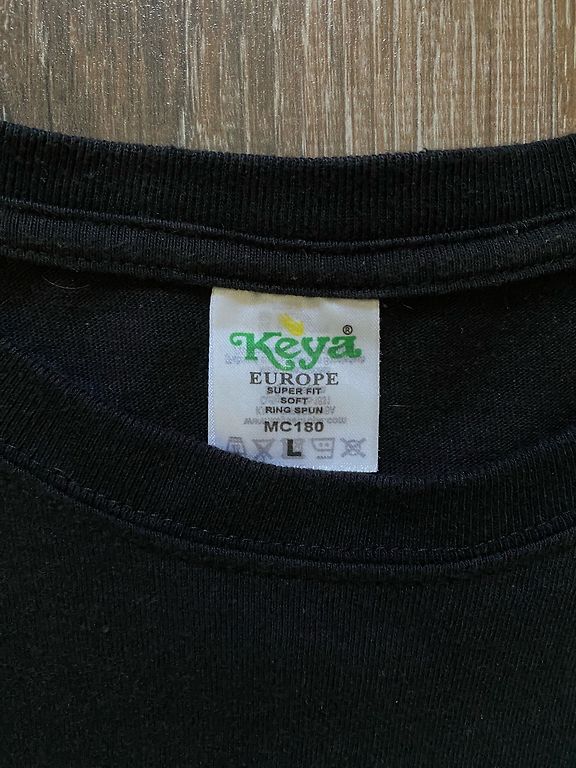 Keya®
EUROPE
SUPER FIT
SOFT
RING SPUN
MC180
L